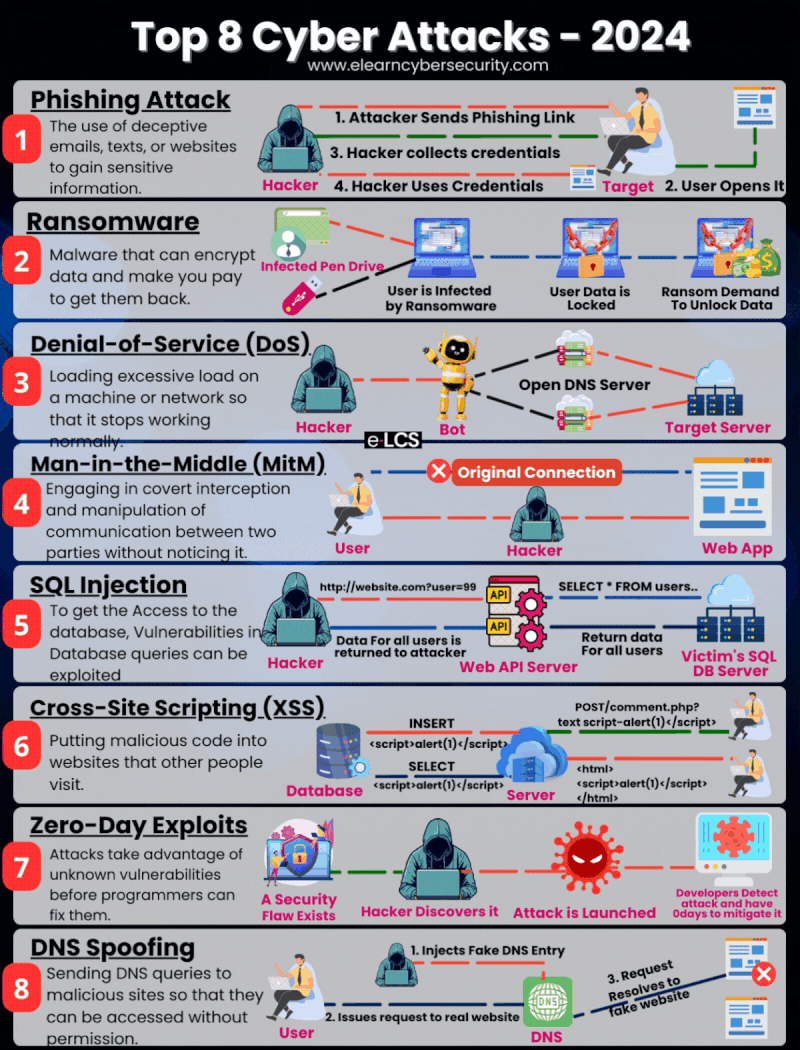 Top 8 Cyber Attacks - 2024
www.elearncybersecurity.com
1
Phishing Attack
The use of deceptive
emails, texts, or websites
to gain sensitive
information.
Hacker
1. Attacker Sends Phishing Link
3. Hacker collects credentials
4. Hacker Uses Credentials
Target
2. User Opens It
2
Ransomware
Malware that can encrypt
data and make you pay
to get them back.
Infected Pen Drive
User is Infected
by Ransomware
User Data is
Locked
Ransom Demand
To Unlock Data
3
Denial-of-Service (DoS)
Loading excessive load on
a machine or network so
that it stops working
normally.
Hacker
Bot
Open DNS Server
Target Server
e-LCS
4
Man-in-the-Middle (MitM)
Engaging in covert interception
and manipulation of
communication between two
parties without noticing it.
User
Original Connection
Hacker
Web App
5
SQL Injection
To get the Access to the
database, Vulnerabilities in
Database queries can be
exploited
Hacker
http://website.com?user=99
Data For all users is
returned to attacker
API
API
Web API Server
SELECT * FROM users..
Return data
For all users
Victim's SQL
DB Server
6
Cross-Site Scripting (XSS)
Putting malicious code into
websites that other people
visit.
Database
INSERT
<script>alert(1)</script>
SELECT
<script>alert(1)</script>
Server
POST/comment.php?
text script-alert(1)</script>
<html>
<script>alert(1)</script>
</html>
7
Zero-Day Exploits
Attacks take advantage of
unknown vulnerabilities
before programmers can
fix them.
A Security
Flaw Exists
Hacker Discovers it
Attack is Launched
Developers Detect
attack and have
0days to mitigate it
8
DNS Spoofing
Sending DNS queries to
malicious sites so that they
can be accessed without
permission.
User
1. Injects Fake DNS Entry
2. Issues request to real website
DNS
DNS
3. Request
Resolves to
fake website